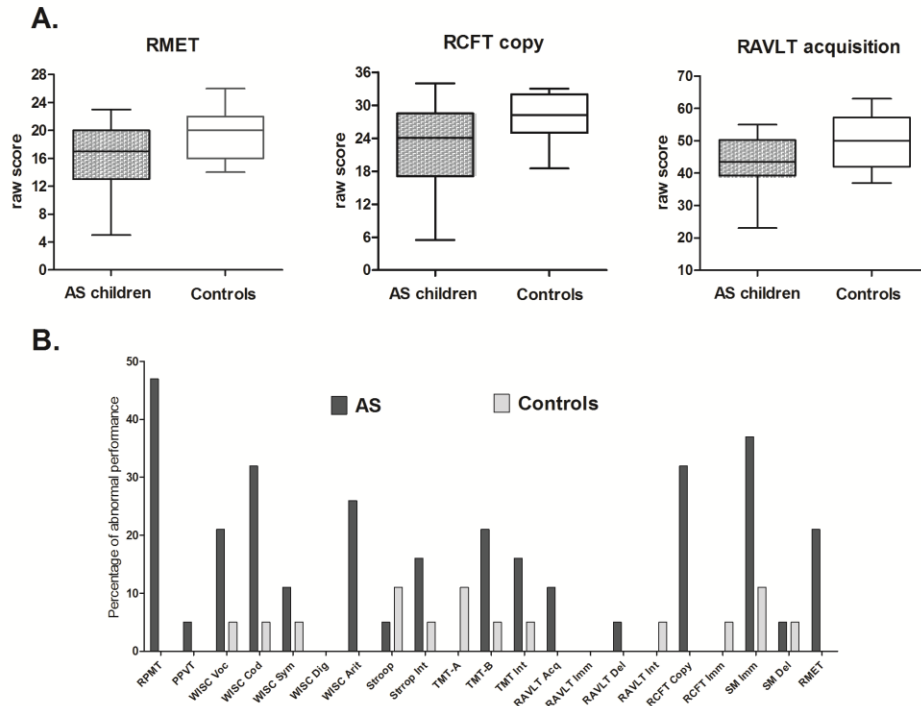 A.
RMET
RCFT copy
RAVLT acquisition
raw score
28
24
20
16
12
8
4
0
AS children
Controls
raw score
36
30
24
18
12
6
0
AS children
Controls
raw score
70
60
50
40
30
20
10
AS children
Controls
B.
Percentage of abnormal performance
50
40
30
20
10
0
AS
Controls
RPMT
PPVT
WISC Voc
WISC Cod
WISC Sym
WISC Dig
WISC Arit
Stroop
Strrop Int
TMT-A
TMT-B
TMT Int
RAVLT Acq
RAVLT Imm
RAVLT Del
RAVLT Int
RCFT Copy
RCFT Imm
SM Imm
SM Del
RMET